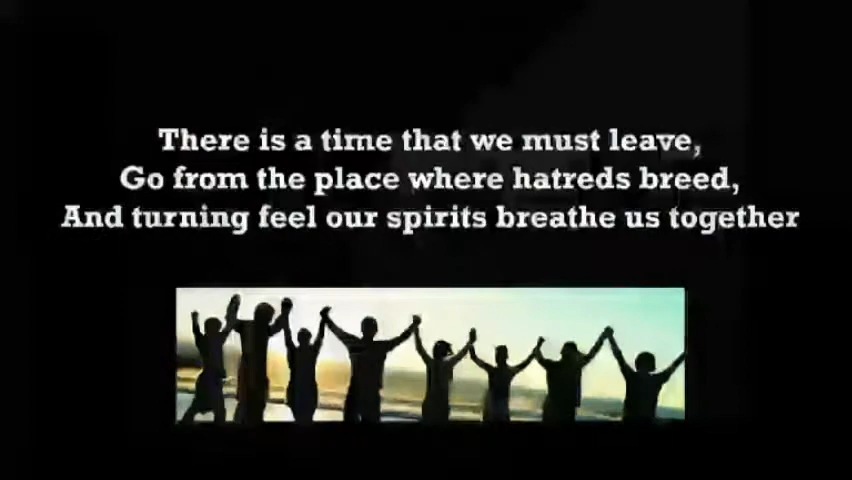 There is a time that we must leave,
Go from the place where hatreds breed,
And turning feel our spirits breathe us together